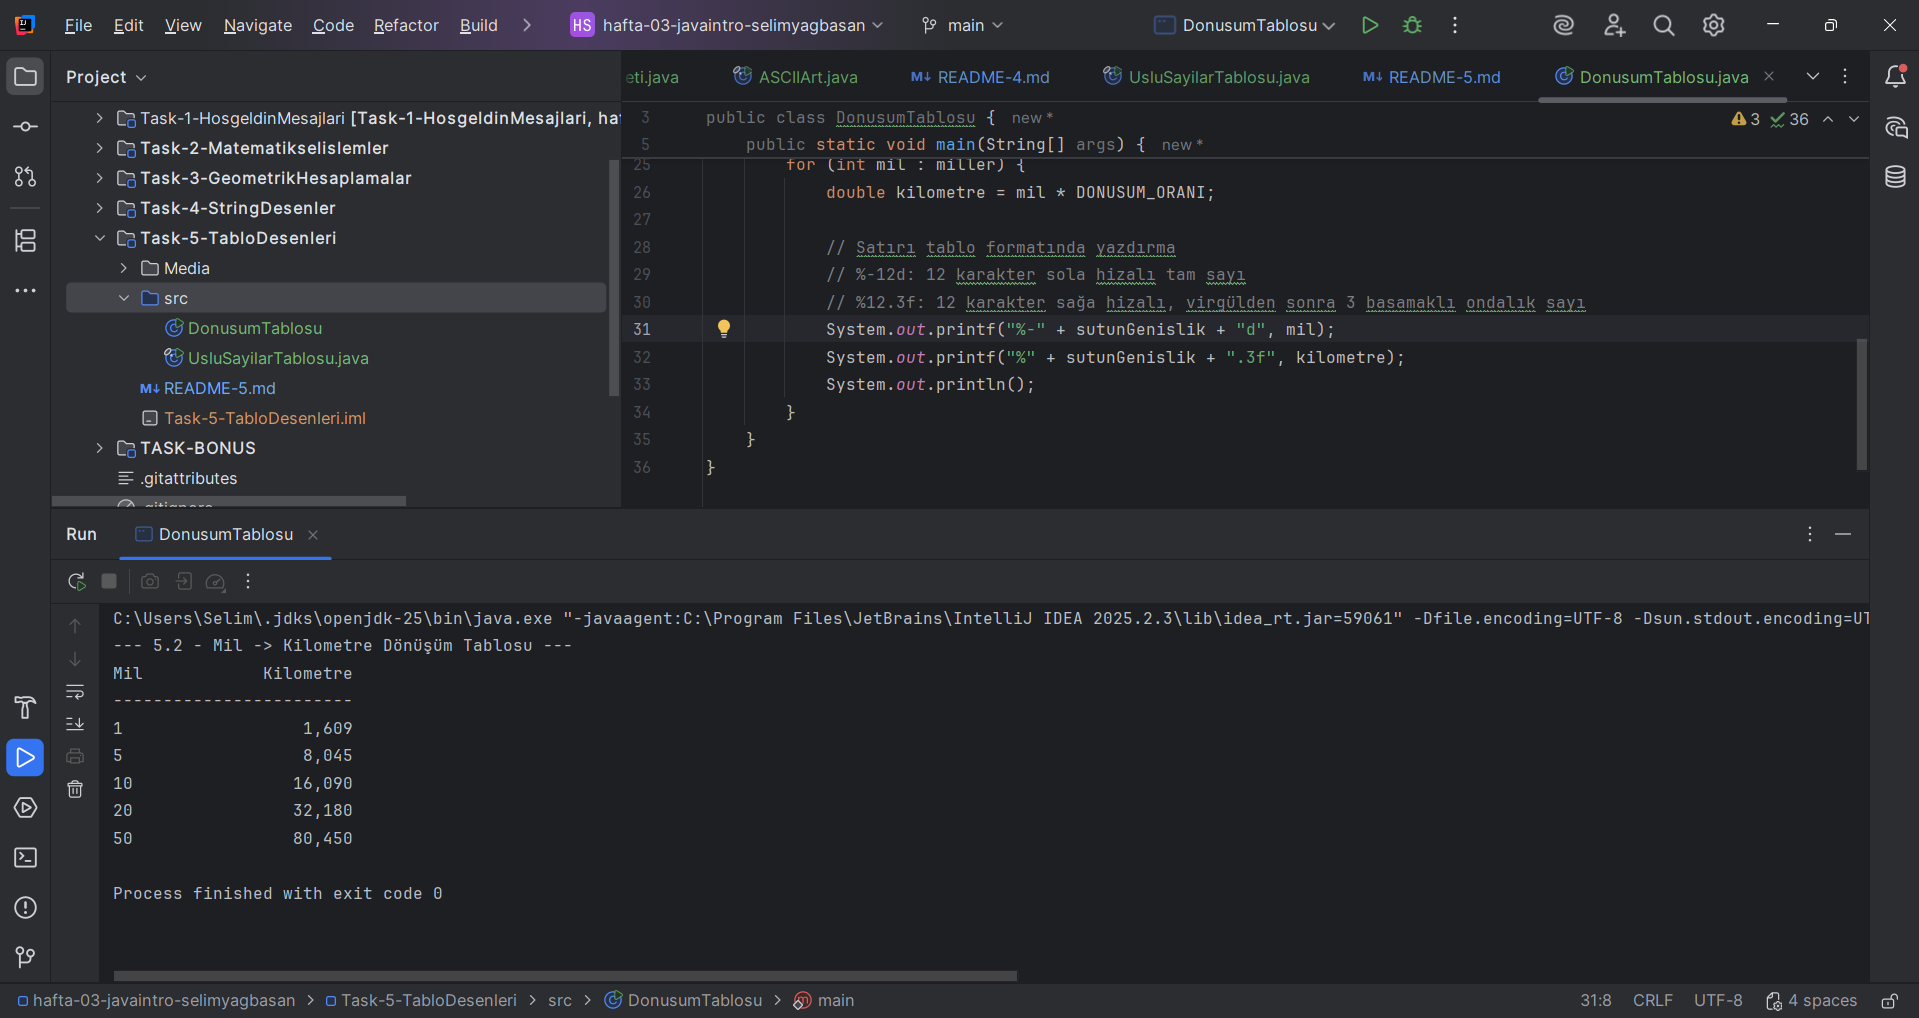 File Edit View Navigate Code Refactor Build HS hafta-03-javaintro-selimyagbasan main DonusumTablosu
Project
eti.java ASCIIArt.java M↓ README-4.md UsluSayilarTablosu.java M↓ README-5.md DonusumTablosu.java
Task-1-HosgeldinMesajlari [Task-1-HosgeldinMesajlari, haf
Task-2-Matematikselislemler
Task-3-GeometrikHesaplamalar
Task-4-StringDesenler
Task-5-TabloDesenleri
Media
src
DonusumTablosu
UsluSayilarTablosu.java
M↓ README-5.md
Task-5-TabloDesenleri.iml
TASK-BONUS
.gitattributes
.gitignore
3 public class DonusumTablosu { new *
3 36
5 public static void main(String[] args) { new *
25 for (int mil : miller) {
26 double kilometre = mil * DONUSUM_ORANI;
27
28 // Satırı tablo formatında yazdırma
29 // %-12d: 12 karakter sola hizalı tam sayı
30 // %12.3f: 12 karakter sağa hizalı, virgülden sonra 3 basamaklı ondalık sayı
31 System.out.printf("%-" + sutunGenislik + "d", mil);
32 System.out.printf("%" + sutunGenislik + ".3f", kilometre);
33 System.out.println();
34 }
35 }
36 }
Run DonusumTablosu
C:\Users\Selim\.jdks\openjdk-25\bin\java.exe "-javaagent:C:\Program Files\JetBrains\IntelliJ IDEA 2025.2.3\lib\idea_rt.jar=59061" -Dfile.encoding=UTF-8 -Dsun.stdout.encoding=UT
--- 5.2 - Mil -> Kilometre Dönüşüm Tablosu ---
Mil Kilometre
------------------------
1 1,609
5 8,045
10 16,090
20 32,180
50 80,450
Process finished with exit code 0
hafta-03-javaintro-selimyagbasan > Task-5-TabloDesenleri > src > DonusumTablosu > m main 31:8 CRLF UTF-8 4 spaces